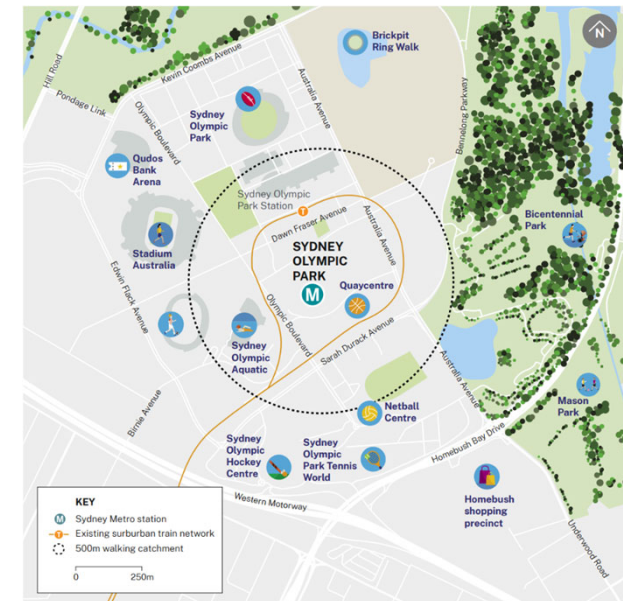 N
Brickpit
Ring Walk
Kevin Coombs Avenue
Hill Road
Australia Avenue
Pondage Link
Olympic Boulevard
Bennelong Parkway
Sydney
Olympic
Park
Qudos
Bank
Arena
Sydney Olympic
Park Station
T
Dawn Fraser Avenue
Australia Avenue
Bicentennial
Park
Stadium
Australia
SYDNEY
OLYMPIC
PARK
M
Quaycentre
Edwin Flack Avenue
Olympic Boulevard
Sydney
Olympic
Aquatic
Sarah Durack Avenue
Australia Avenue
Mason
Park
Birnie Avenue
Netball
Centre
Homebush Bay Drive
Sydney
Olympic
Hockey
Centre
Sydney
Olympic
Park Tennis
World
Western Motorway
Homebush
shopping
precinct
Underwood Road
KEY
M Sydney Metro station
T Existing suburban train network
500m walking catchment
0 250m